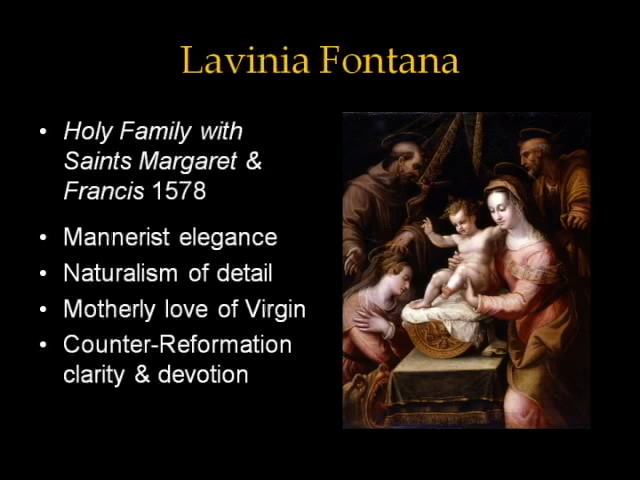 Lavinia Fontana
• Holy Family with
Saints Margaret &
Francis 1578
• Mannerist elegance
• Naturalism of detail
• Motherly love of Virgin
• Counter-Reformation
clarity & devotion